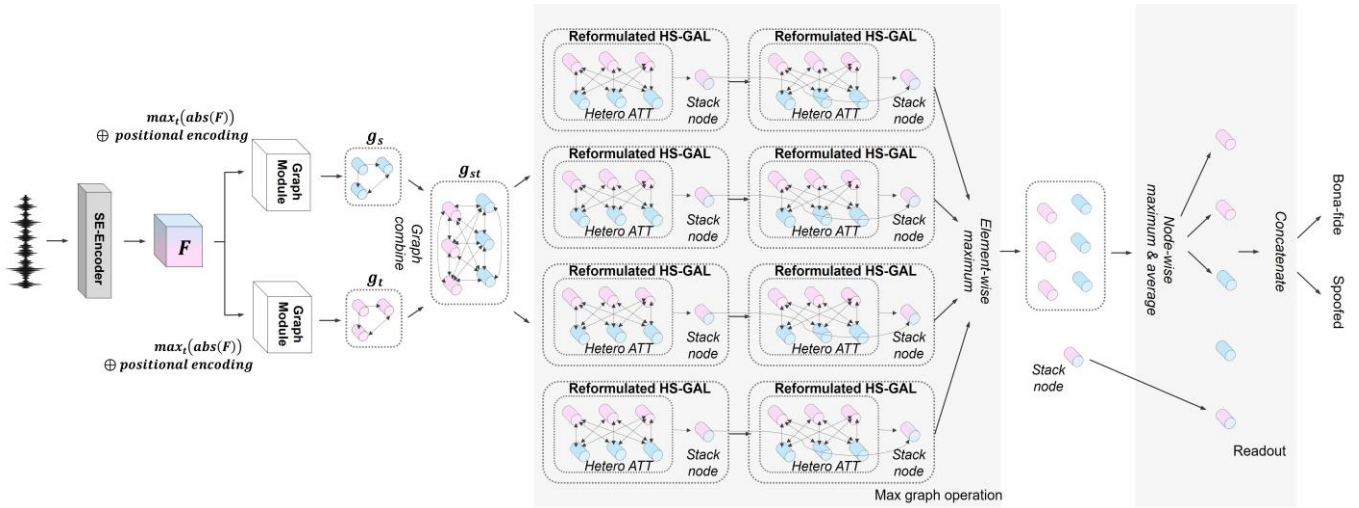 max_t(abs(F))
⊕ positional encoding
SE-Encoder
F
Graph
Module
g_s
Graph
Module
g_t
max_t(abs(F))
⊕ positional encoding
g_st
Graph
combine
Reformulated HS-GAL
Hetero ATT
Stack
node
Reformulated HS-GAL
Hetero ATT
Stack
node
Reformulated HS-GAL
Hetero ATT
Stack
node
Reformulated HS-GAL
Hetero ATT
Stack
node
Reformulated HS-GAL
Hetero ATT
Stack
node
Reformulated HS-GAL
Hetero ATT
Stack
node
Reformulated HS-GAL
Hetero ATT
Stack
node
Reformulated HS-GAL
Hetero ATT
Stack
node
Element-wise
maximum
Max graph operation
Stack
node
Node-wise
maximum & average
Concatenate
Readout
Bona-fide
Spoofed